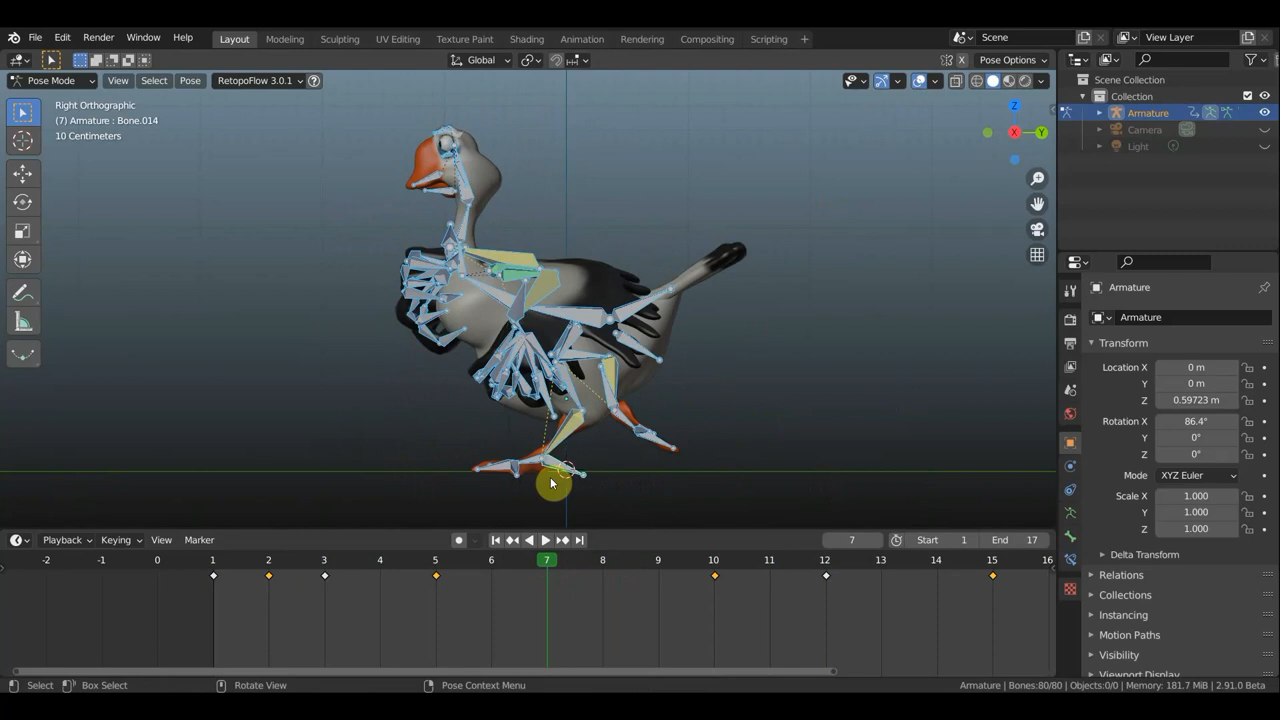 File Edit Render Window Help Layout Modeling Sculpting UV Editing Texture Paint Shading Animation Rendering Compositing Scripting + Scene View Layer
Global Pose Options
Pose Mode View Select Pose RetopoFlow 3.0.1
Right Orthographic
(7) Armature : Bone.014
10 Centimeters
Z
X
Y
Scene Collection
Collection
Armature
Camera
Light
Armature
Armature
Transform
Location X 0 m
Y 0 m
Z 0.59723 m
Rotation X 86.4°
Y 0°
Z 0°
Mode XYZ Euler
Scale X 1.000
Y 1.000
Z 1.000
Delta Transform
Relations
Collections
Instancing
Motion Paths
Visibility
Viewport Display
Playback Keying View Marker 7 Start 1 End 17
-2 -1 0 1 2 3 4 5 6 7 8 9 10 11 12 13 14 15 16
Select Box Select Rotate View Pose Context Menu Armature | Bones:80/80 | Objects:0/0 | Memory: 181.7 MiB | 2.91.0 Beta